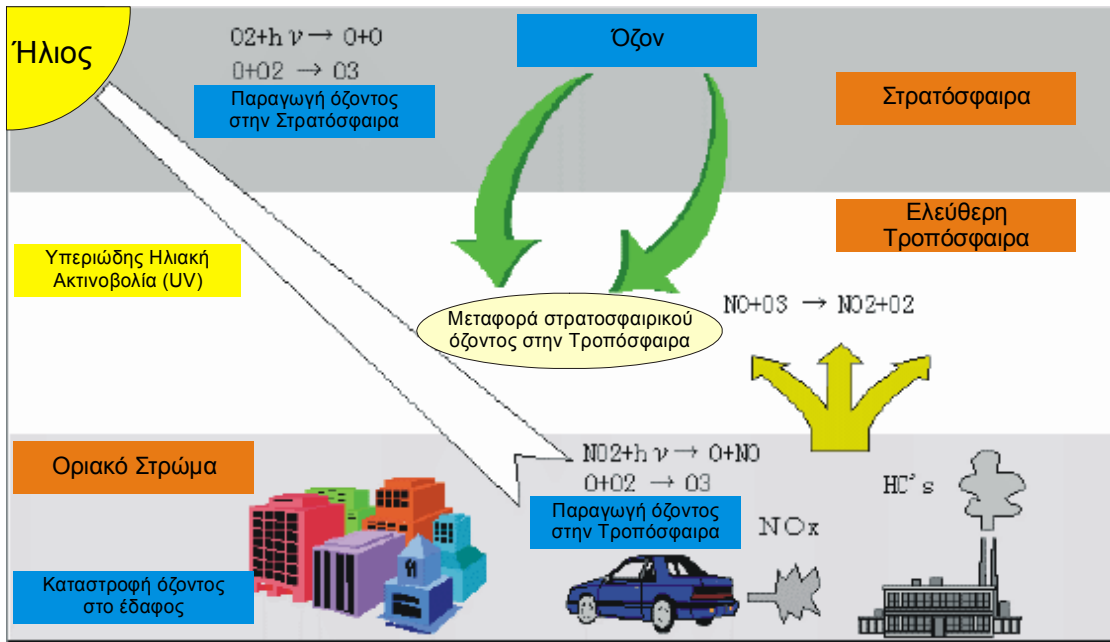 Ήλιος
O2+hν → O+O
O+O2 → O3
Παραγωγή όζοντος
στην Στρατόσφαιρα
Όζον
Στρατόσφαιρα
Ελεύθερη
Τροπόσφαιρα
Υπεριώδης Ηλιακή
Ακτινοβολία (UV)
Μεταφορά στρατοσφαιρικού
όζοντος στην Τροπόσφαιρα
NO+O3 → NO2+O2
Οριακό Στρώμα
NO2+hν → O+NO
O+O2 → O3
Παραγωγή όζοντος
στην Τροπόσφαιρα
NOx
HC's
Καταστροφή όζοντος
στο έδαφος